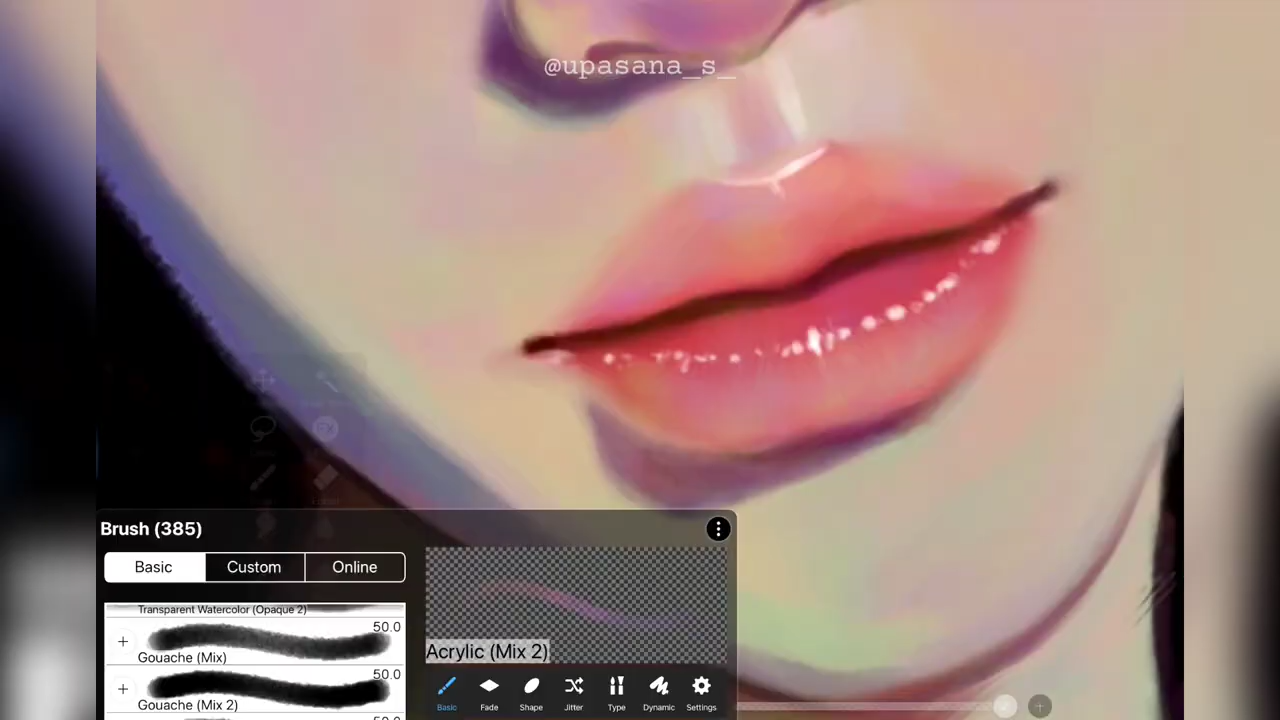 @upasana_s_
Brush (385)
Basic
Custom
Online
Transparent Watercolor (Opaque 2)
50.0
Gouache (Mix)
50.0
Gouache (Mix 2)
Acrylic (Mix 2)
Basic
Fade
Shape
Jitter
Type
Dynamic
Settings
FX